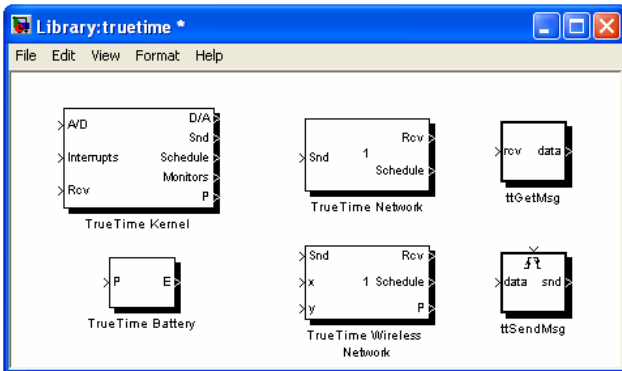 Library:truetime *
File Edit View Format Help
A/D D/A
Snd
Interrupts Schedule
Monitors
Rcv P
TrueTime Kernel
Rcv
Snd 1
Schedule
TrueTime Network
rcv data
ttGetMsg
P E
TrueTime Battery
Snd Rcv
x 1 Schedule
y P
TrueTime Wireless
Network
data snd
ttSendMsg